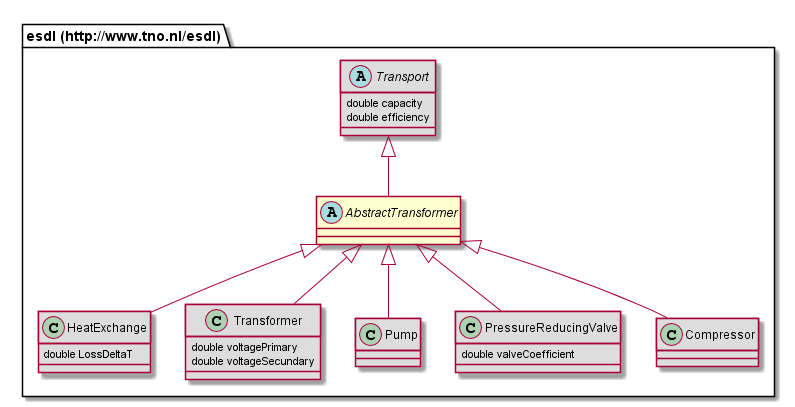 esdl (http://www.tno.nl/esdl)
A Transport
double capacity
double efficiency
A AbstractTransformer
C HeatExchange
double LossDeltaT
C Transformer
double voltagePrimary
double voltageSecundary
C Pump
C PressureReducingValve
double valveCoefficient
C Compressor